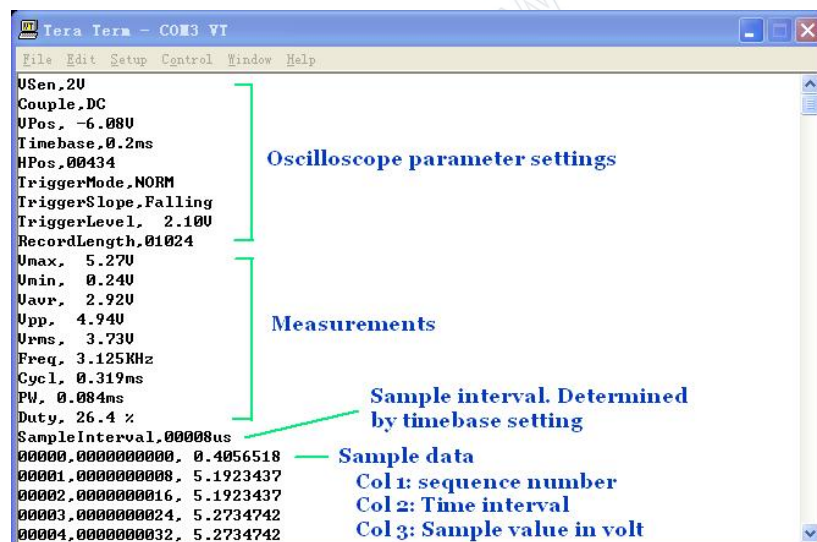 Tera Term - COM3 VT
File Edit Setup Control Window Help
VSen,2V
Couple,DC
VPos, -6.08V
Timebase,0.2ms
HPos,00434
TriggerMode,NORM
TriggerSlope,Falling
TriggerLevel,  2.10V
RecordLength,01024
Oscilloscope parameter settings
Vmax,  5.27V
Vmin,  0.24V
Vavr,  2.92V
Vpp,  4.94V
Vrms,  3.73V
Freq, 3.125KHz
Cycl, 0.319ms
PW, 0.084ms
Duty, 26.4 %
Measurements
SampleInterval,00008us
Sample interval. Determined
by timebase setting
00000,0000000000, 0.4056518
00001,0000000008, 5.1923437
00002,0000000016, 5.1923437
00003,0000000024, 5.2734742
00004,0000000032, 5.2734742
Sample data
Col 1: sequence number
Col 2: Time interval
Col 3: Sample value in volt